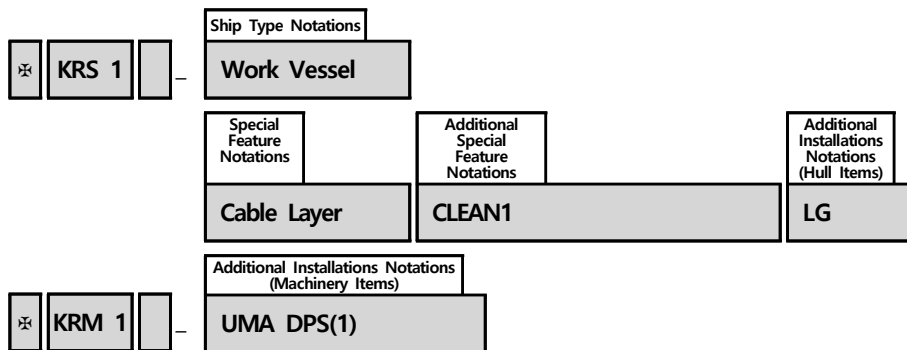 Ship Type Notations
✠ KRS 1 _ Work Vessel
Special
Feature
Notations
Additional
Special
Feature
Notations
Additional
Installations
Notations
(Hull Items)
Cable Layer CLEAN1 LG
Additional Installations Notations
(Machinery Items)
✠ KRM 1 _ UMA DPS(1)